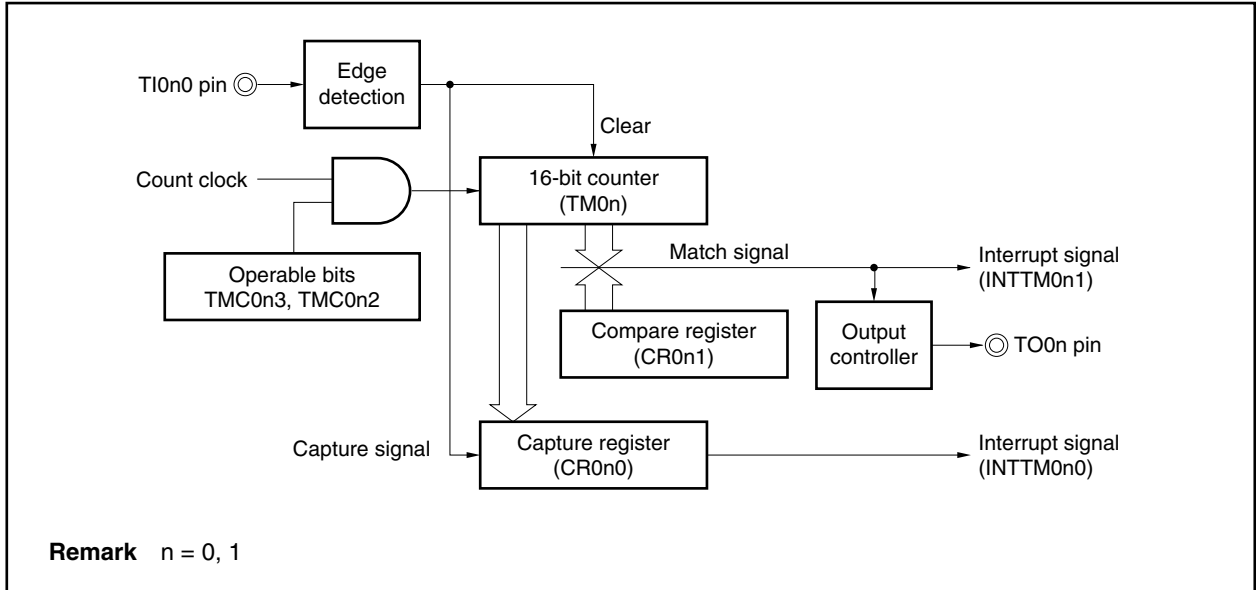 TI0n0 pin
Edge
detection
Clear
Count clock
16-bit counter
(TM0n)
Operable bits
TMC0n3, TMC0n2
Match signal
Interrupt signal
(INTTM0n1)
Compare register
(CR0n1)
Output
controller
TO0n pin
Capture signal
Capture register
(CR0n0)
Interrupt signal
(INTTM0n0)
Remark n = 0, 1